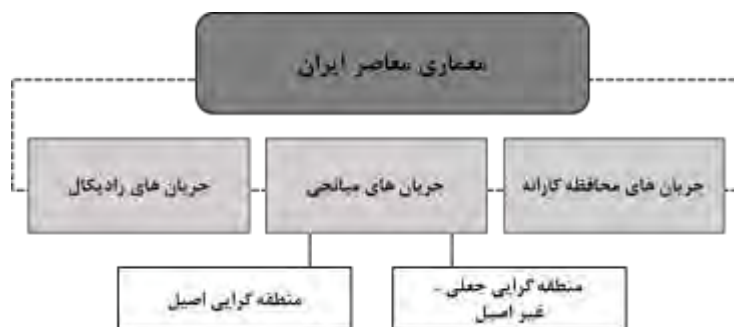 معماری معاصر ایران
جریان های محافظه کارانه
جریان های میانجی
جریان های رادیکال
منطقه گرایی جعلی -
غیر اصیل
منطقه گرایی اصیل